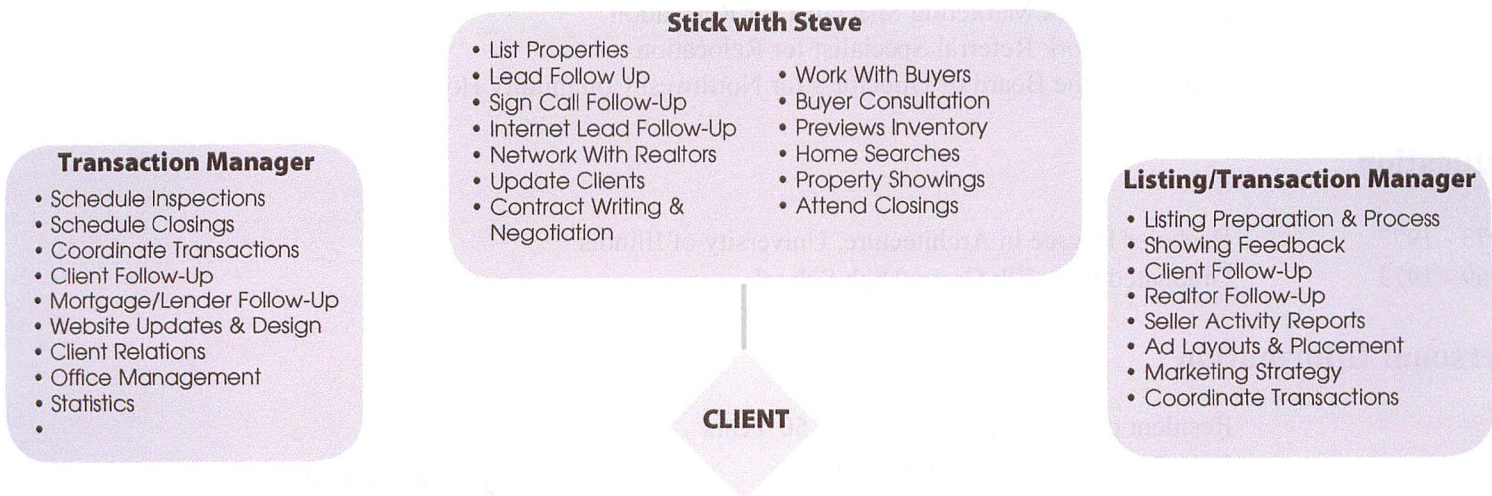 Stick with Steve
• List Properties
• Lead Follow Up
• Sign Call Follow-Up
• Internet Lead Follow-Up
• Network With Realtors
• Update Clients
• Contract Writing &
Negotiation
• Work With Buyers
• Buyer Consultation
• Previews Inventory
• Home Searches
• Property Showings
• Attend Closings
Transaction Manager
• Schedule Inspections
• Schedule Closings
• Coordinate Transactions
• Client Follow-Up
• Mortgage/Lender Follow-Up
• Website Updates & Design
• Client Relations
• Office Management
• Statistics
•
Listing/Transaction Manager
• Listing Preparation & Process
• Showing Feedback
• Client Follow-Up
• Realtor Follow-Up
• Seller Activity Reports
• Ad Layouts & Placement
• Marketing Strategy
• Coordinate Transactions
CLIENT